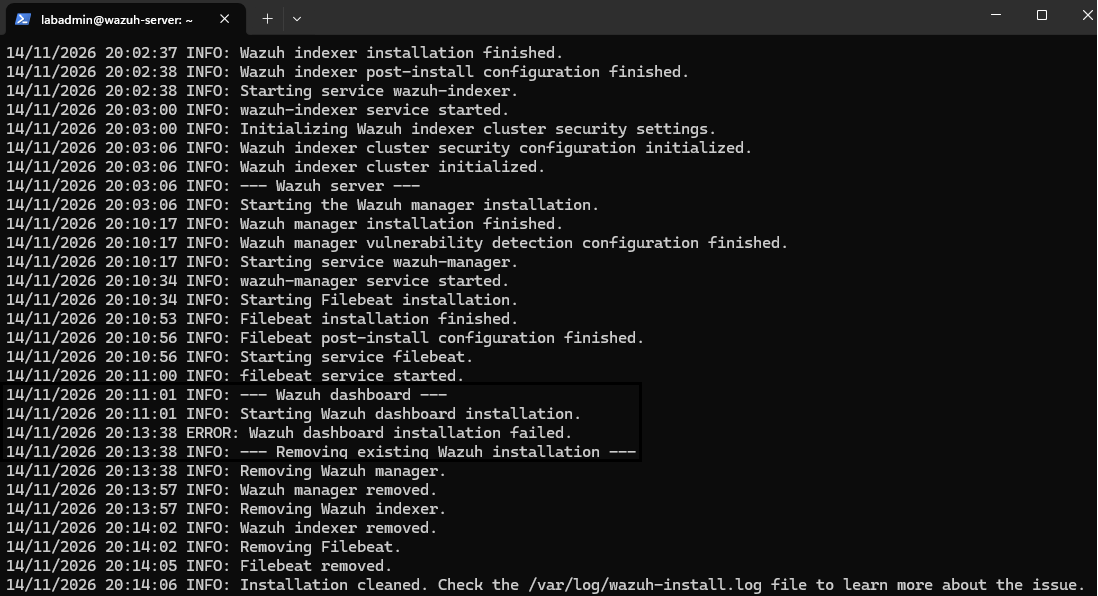 labadmin@wazuh-server: ~
14/11/2026 20:02:37 INFO: Wazuh indexer installation finished.
14/11/2026 20:02:38 INFO: Wazuh indexer post-install configuration finished.
14/11/2026 20:02:38 INFO: Starting service wazuh-indexer.
14/11/2026 20:03:00 INFO: wazuh-indexer service started.
14/11/2026 20:03:00 INFO: Initializing Wazuh indexer cluster security settings.
14/11/2026 20:03:06 INFO: Wazuh indexer cluster security configuration initialized.
14/11/2026 20:03:06 INFO: Wazuh indexer cluster initialized.
14/11/2026 20:03:06 INFO: --- Wazuh server ---
14/11/2026 20:03:06 INFO: Starting the Wazuh manager installation.
14/11/2026 20:10:17 INFO: Wazuh manager installation finished.
14/11/2026 20:10:17 INFO: Wazuh manager vulnerability detection configuration finished.
14/11/2026 20:10:17 INFO: Starting service wazuh-manager.
14/11/2026 20:10:34 INFO: wazuh-manager service started.
14/11/2026 20:10:34 INFO: Starting Filebeat installation.
14/11/2026 20:10:53 INFO: Filebeat installation finished.
14/11/2026 20:10:56 INFO: Filebeat post-install configuration finished.
14/11/2026 20:10:56 INFO: Starting service filebeat.
14/11/2026 20:11:00 INFO: filebeat service started.
14/11/2026 20:11:01 INFO: --- Wazuh dashboard ---
14/11/2026 20:11:01 INFO: Starting Wazuh dashboard installation.
14/11/2026 20:13:38 ERROR: Wazuh dashboard installation failed.
14/11/2026 20:13:38 INFO: --- Removing existing Wazuh installation ---
14/11/2026 20:13:38 INFO: Removing Wazuh manager.
14/11/2026 20:13:57 INFO: Wazuh manager removed.
14/11/2026 20:13:57 INFO: Removing Wazuh indexer.
14/11/2026 20:14:02 INFO: Wazuh indexer removed.
14/11/2026 20:14:02 INFO: Removing Filebeat.
14/11/2026 20:14:05 INFO: Filebeat removed.
14/11/2026 20:14:06 INFO: Installation cleaned. Check the /var/log/wazuh-install.log file to learn more about the issue.